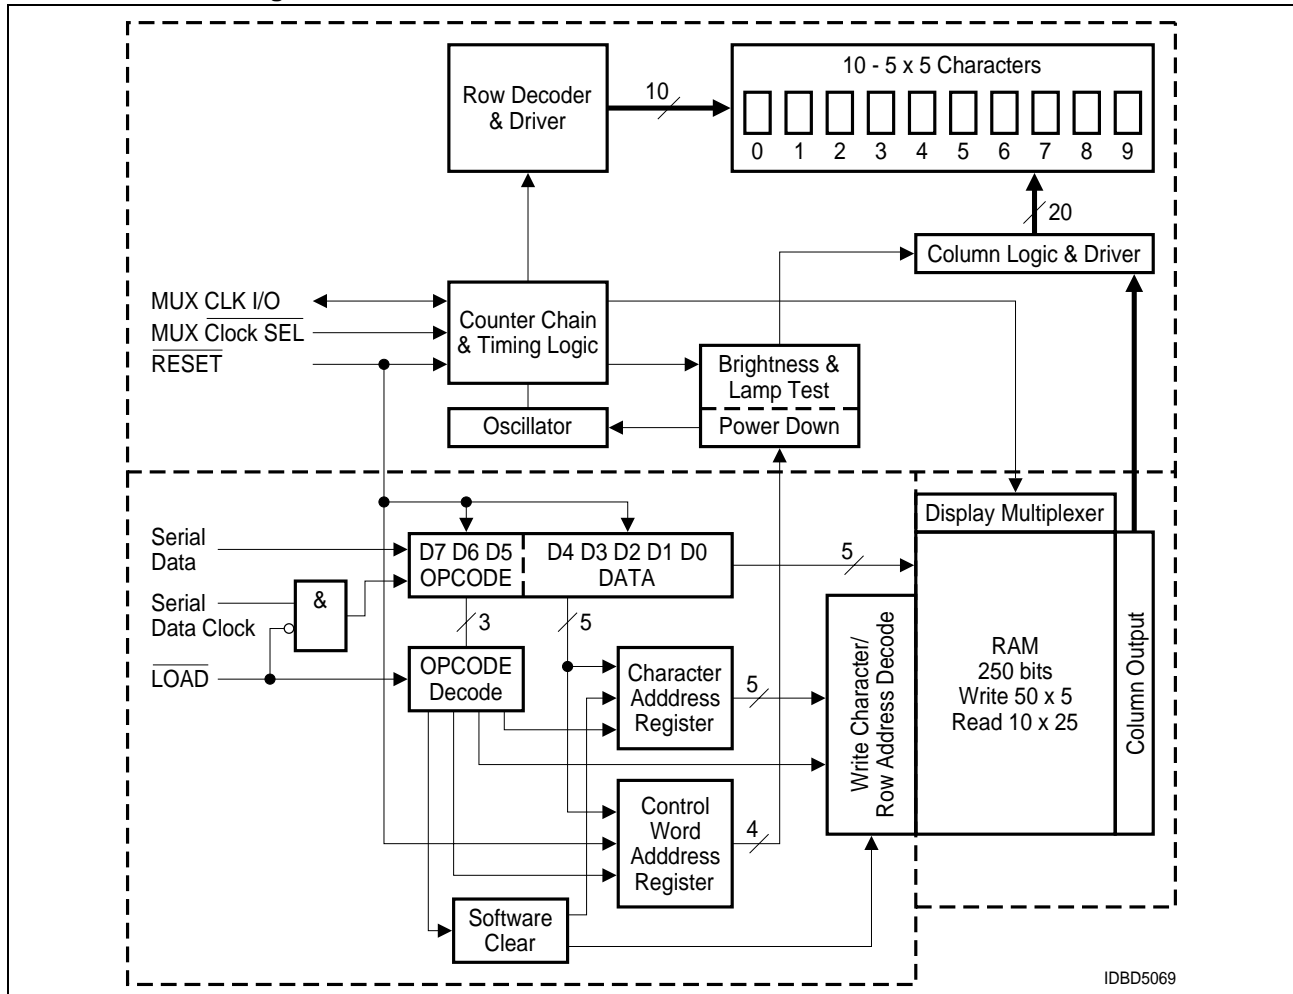 10 - 5 x 5 Characters
0 1 2 3 4 5 6 7 8 9
Row Decoder
& Driver
10
20
Column Logic & Driver
MUX CLK I/O
MUX Clock SEL
RESET
Counter Chain
& Timing Logic
Brightness &
Lamp Test
Power Down
Oscillator
Display Multiplexer
Serial
Data
D7 D6 D5
OPCODE
D4 D3 D2 D1 D0
DATA
5
Serial
Data Clock
&
3
5
LOAD
OPCODE
Decode
Character
Adddress
Register
5
Write Character/
Row Address Decode
RAM
250 bits
Write 50 x 5
Read 10 x 25
Column Output
Control
Word
Adddress
Register
4
Software
Clear
IDBD5069